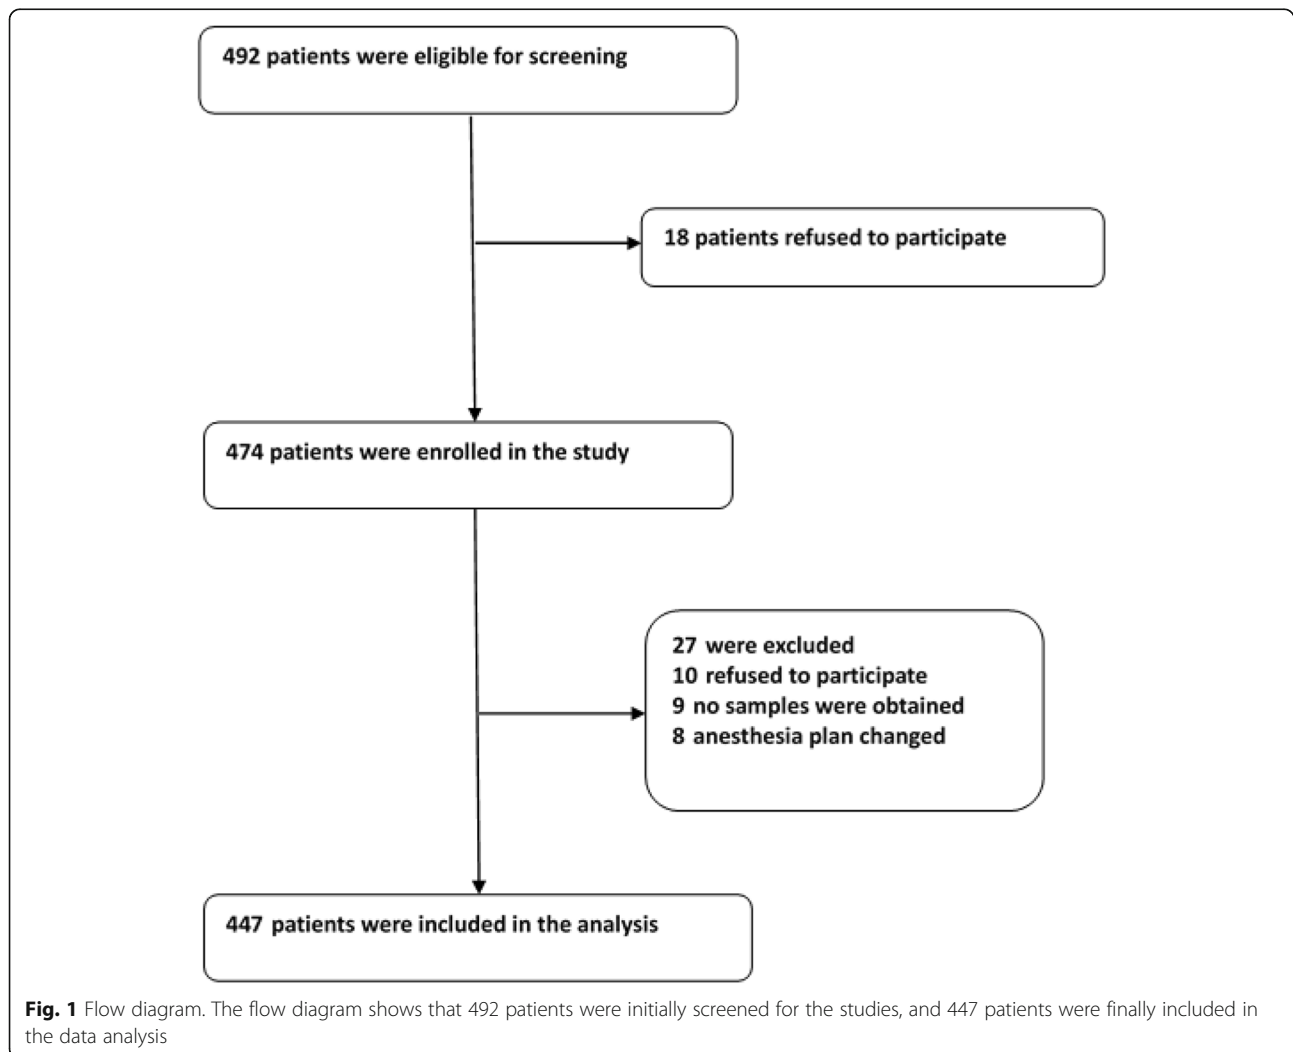 492 patients were eligible for screening
18 patients refused to participate
474 patients were enrolled in the study
27 were excluded
10 refused to participate
9 no samples were obtained
8 anesthesia plan changed
447 patients were included in the analysis
Fig. 1 Flow diagram. The flow diagram shows that 492 patients were initially screened for the studies, and 447 patients were finally included in
the data analysis